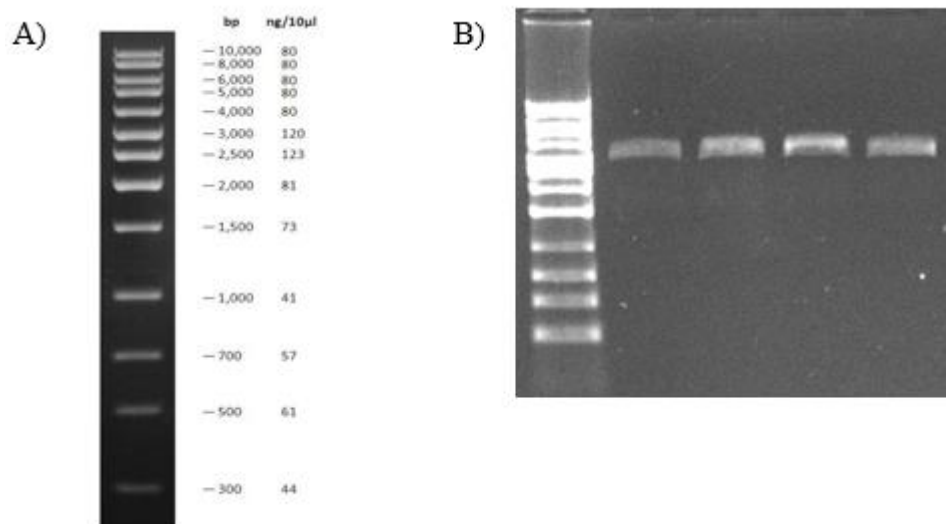 A)
bp ng/10µl
— 10,000 80
— 8,000 80
— 6,000 80
— 5,000 80
— 4,000 80
— 3,000 120
— 2,500 123
— 2,000 81
— 1,500 73
— 1,000 41
— 700 57
— 500 61
— 300 44
B)